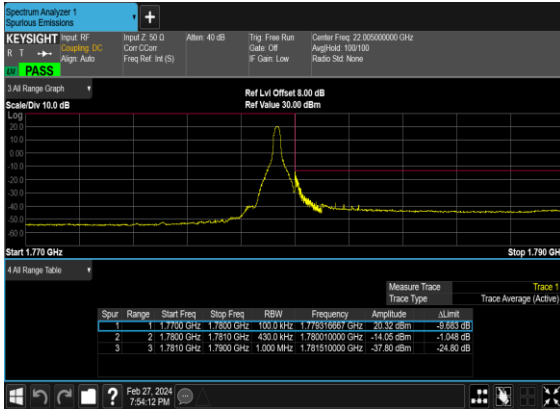 Spectrum Analyzer 1
Spurious Emissions
+
KEYSIGHT Input: RF Input Z: 50 Ω Atten: 40 dB Trig: Free Run Center Freq: 22.005000000 GHz
R T Coupling: DC Corr CCorr Gate: Off Avg|Hold: 100/100
Align: Auto Freq Ref: Int (S) IF Gain: Low Radio Std: None
PASS
3 All Range Graph
Ref Lvl Offset 8.00 dB
Scale/Div 10.0 dB Ref Value 30.00 dBm
Log
20.0
10.0
0.00
-10.0
-20.0
-30.0
-40.0
-50.0
-60.0
Start 1.770 GHz Stop 1.790 GHz
4 All Range Table
Measure Trace Trace 1
Trace Type Trace Average (Active)
Spur Range Start Freq Stop Freq RBW Frequency Amplitude ΔLimit
1 1 1.7700 GHz 1.7800 GHz 100.0 kHz 1.779316667 GHz 20.32 dBm -9.683 dB
2 2 1.7800 GHz 1.7810 GHz 430.0 kHz 1.780010000 GHz -14.05 dBm -1.048 dB
3 3 1.7810 GHz 1.7900 GHz 1.000 MHz 1.781510000 GHz -37.80 dBm -24.80 dB
?
Feb 27, 2024
7:54:12 PM